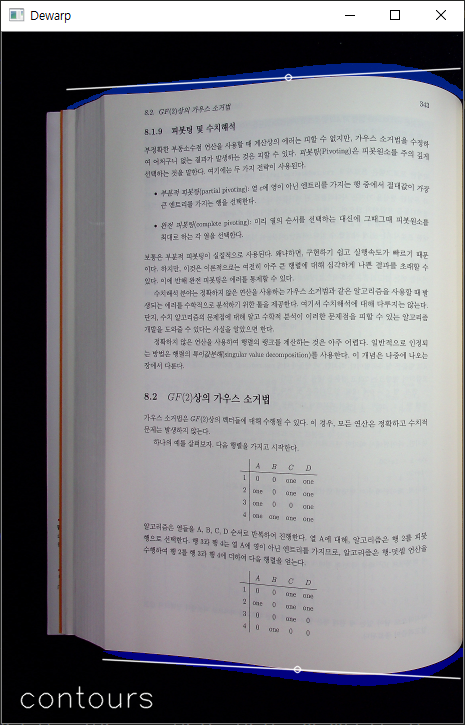 Dewarp
8.2. GF(2)상의 가우스 소거법
343
8.1.9 피봇팅 및 수치해석
부정확한 부동소수점 연산을 사용할 때 계산상의 에러는 피할 수 없지만, 가우스 소거법을 수정하
여 어처구니 없는 결과가 발생하는 것은 피할 수 있다. 피봇팅(Pivoting)은 피봇원소를 주의 깊게
선택하는 것을 말한다. 여기에는 두 가지 전략이 사용된다.
• 부분적 피봇팅(partial pivoting): 열 c에 영이 아닌 엔트리를 가지는 행 중에서 절대값이 가장
큰 엔트리를 가지는 행을 선택한다.
• 완전 피봇팅(complete pivoting): 미리 열의 순서를 선택하는 대신에 그때그때 피봇원소를
최대로 하는 각 열을 선택한다.
보통은 부분적 피봇팅이 실질적으로 사용된다. 왜냐하면, 구현하기 쉽고 실행속도가 빠르기 때문
이다. 하지만, 이것은 이론적으로는 여전히 아주 큰 행렬에 대해 심각하게 나쁜 결과를 초래할 수
있다. 이에 반해 완전 피봇팅은 에러를 통제할 수 있다.
수치해석 분야는 정확하지 않은 연산을 사용하는 가우스 소거법과 같은 알고리즘을 사용할 때 발
생되는 에러를 수학적으로 분석하기 위한 툴을 제공한다. 여기서 수치해석에 대해 다루지는 않는다.
단지, 수치 알고리즘의 문제점에 대해 알고 수학적 분석이 이러한 문제점을 피할 수 있는 알고리즘
개발을 도와줄 수 있다는 사실을 알았으면 한다.
정확하지 않은 연산을 사용하여 행렬의 랭크를 계산하는 것은 아주 어렵다. 일반적으로 인정되
는 방법은 행렬의 특이값분해(singular value decomposition)를 사용한다. 이 개념은 나중에 나오는
장에서 다룬다.
8.2 GF(2)상의 가우스 소거법
가우스 소거법은 GF(2)상의 벡터들에 대해 수행될 수 있다. 이 경우, 모든 연산은 정확하고 수치적
문제는 발생하지 않는다.
하나의 예를 살펴보자. 다음 행렬을 가지고 시작한다.
A B C D
1 0 0 one one
2 one 0 one one
3 one 0 0 one
4 one one one one
알고리즘은 열들을 A, B, C, D 순서로 반복하여 진행한다. 열 A에 대해, 알고리즘은 행 2를 피봇
행으로 선택한다. 행 3와 행 4는 열 A에 영이 아닌 엔트리를 가지므로, 알고리즘은 행-덧셈 연산을
수행하여 행 2를 행 3와 행 4에 더하여 다음 행렬을 얻는다.
A B C D
1 0 0 one one
2 one 0 one one
3 0 0 one 0
4 0 one 0 0
contours